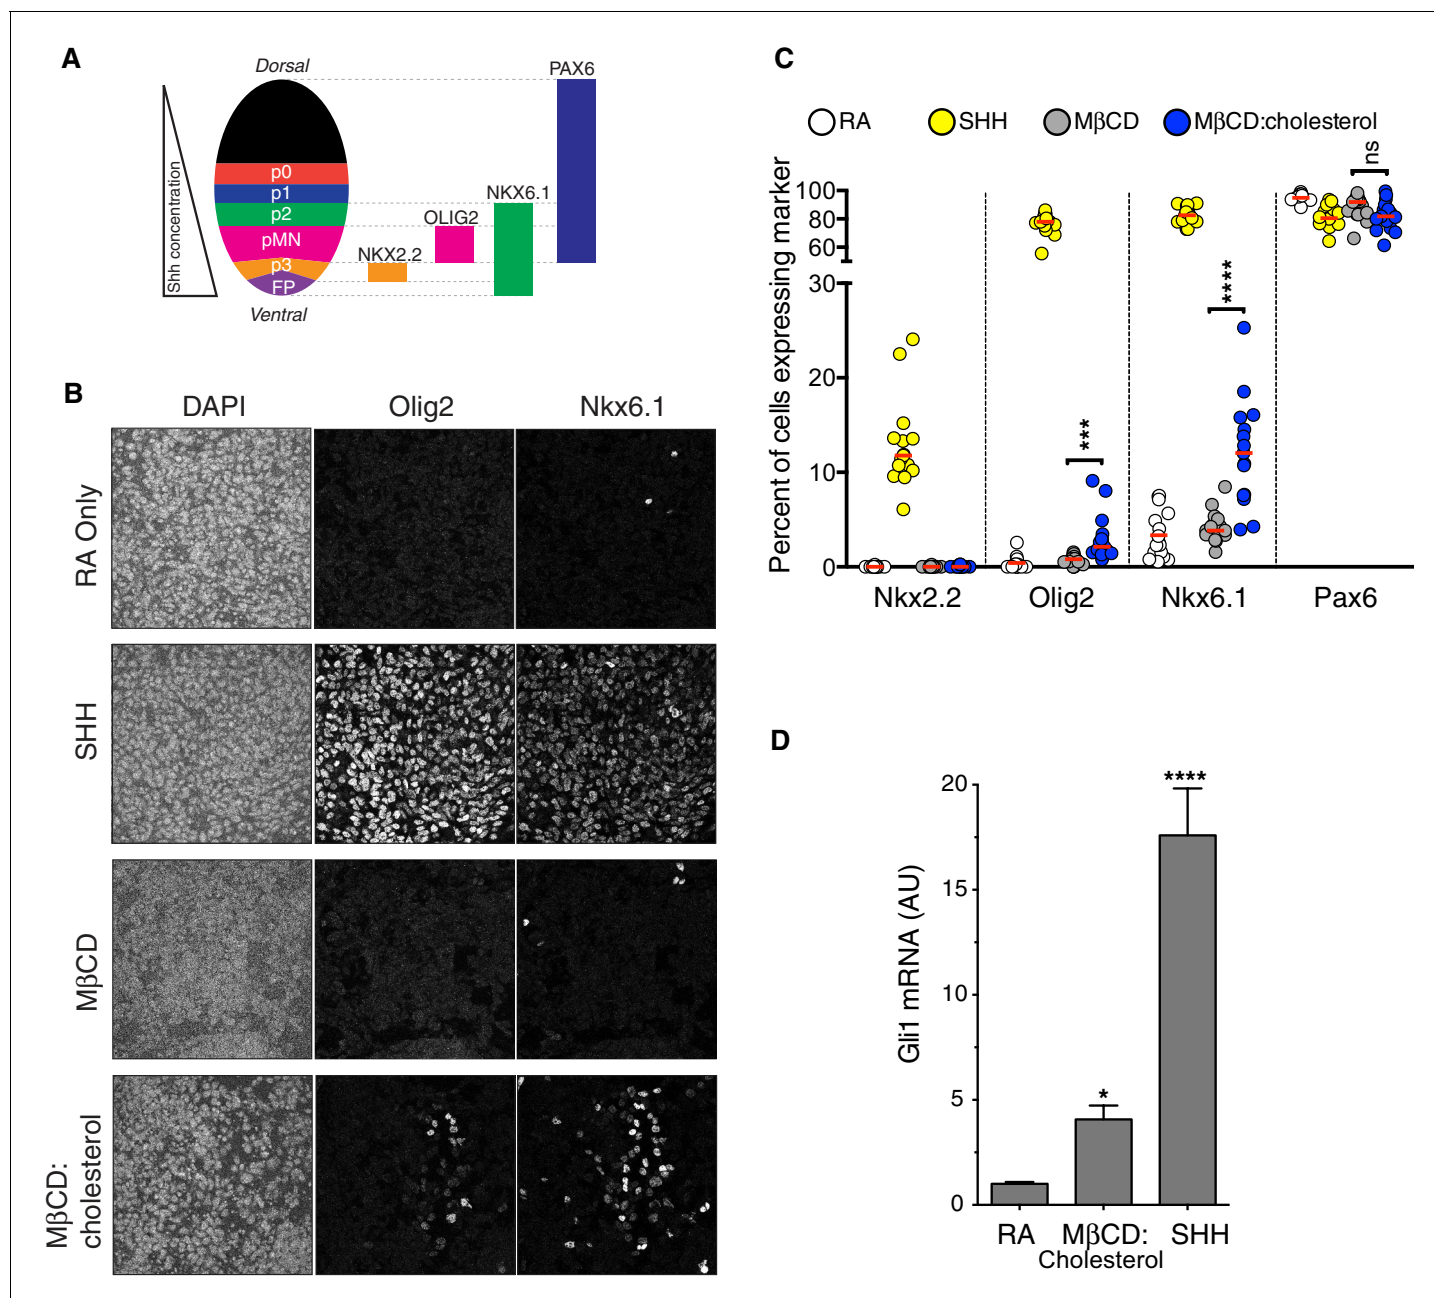 A
Dorsal
Shh concentration
p0
p1
p2
pMN
p3
FP
Ventral
NKX2.2
OLIG2
NKX6.1
PAX6
B
DAPI
Olig2
Nkx6.1
RA Only
SHH
MβCD
MβCD:
cholesterol
C
RA
SHH
MβCD
MβCD:cholesterol
Percent of cells expressing marker
100
80
60
30
20
10
0
***
****
ns
Nkx2.2
Olig2
Nkx6.1
Pax6
D
Gli1 mRNA (AU)
20
15
10
5
0
*
****
RA
MβCD:
Cholesterol
SHH